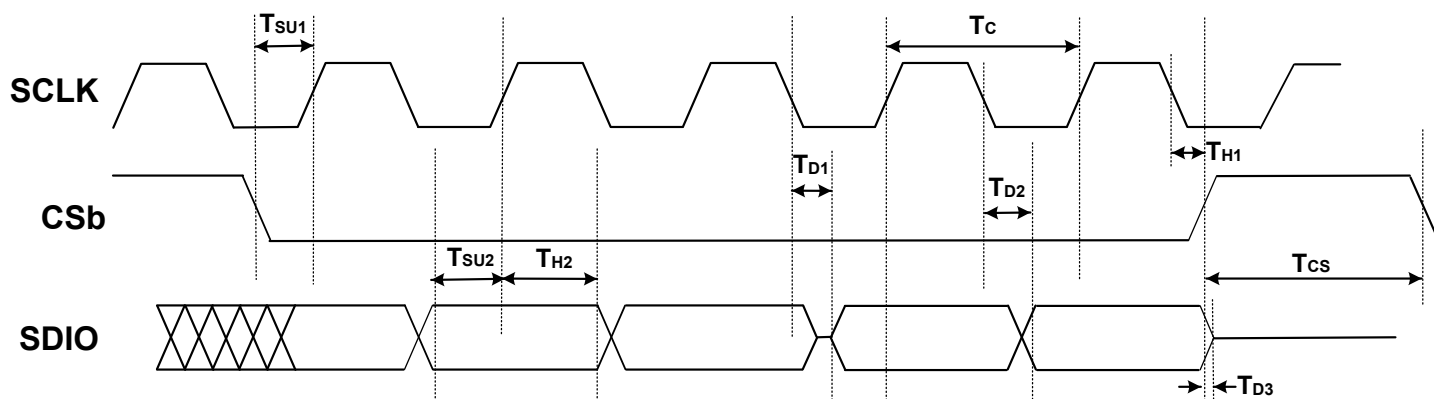 TSU1
TC
SCLK
TD1
TH1
TD2
CSb
TSU2
TH2
TCS
SDIO
TD3